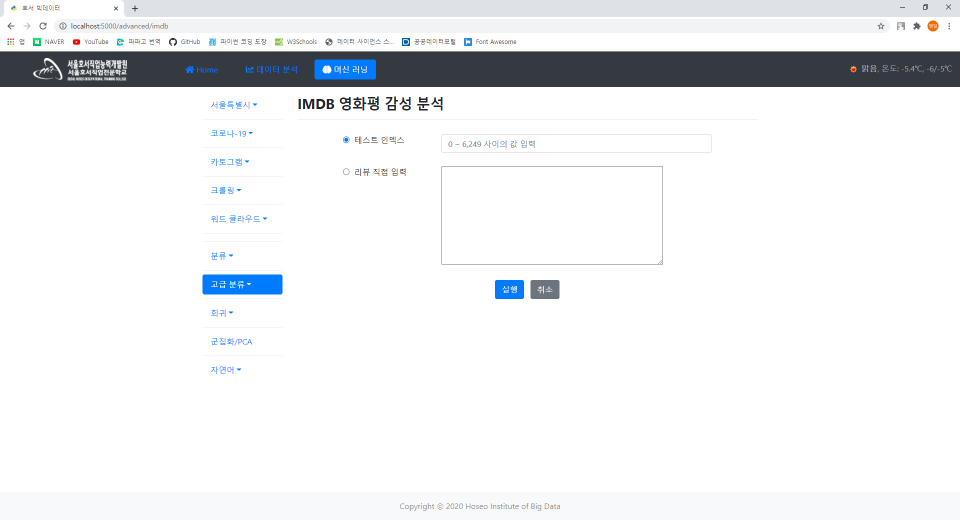 호서 빅데이터
localhost:5000/advanced/imdb
앱 NAVER YouTube 파파고 번역 GitHub 파이썬 코딩 도장 W3Schools 데이터 사이언스 스... 공공데이터포털 Font Awesome
서울호서직업능력개발원
서울호서직업전문학교
Home 데이터 분석 머신 러닝 맑음, 온도: -5.4℃, -6/-5℃
서울특별시
코로나-19
카토그램
크롤링
워드 클라우드
분류
고급 분류
회귀
군집화/PCA
자연어
IMDB 영화평 감성 분석
테스트 인덱스 0 ~ 6,249 사이의 값 입력
리뷰 직접 입력
실행 취소
Copyright © 2020 Hoseo Institute of Big Data